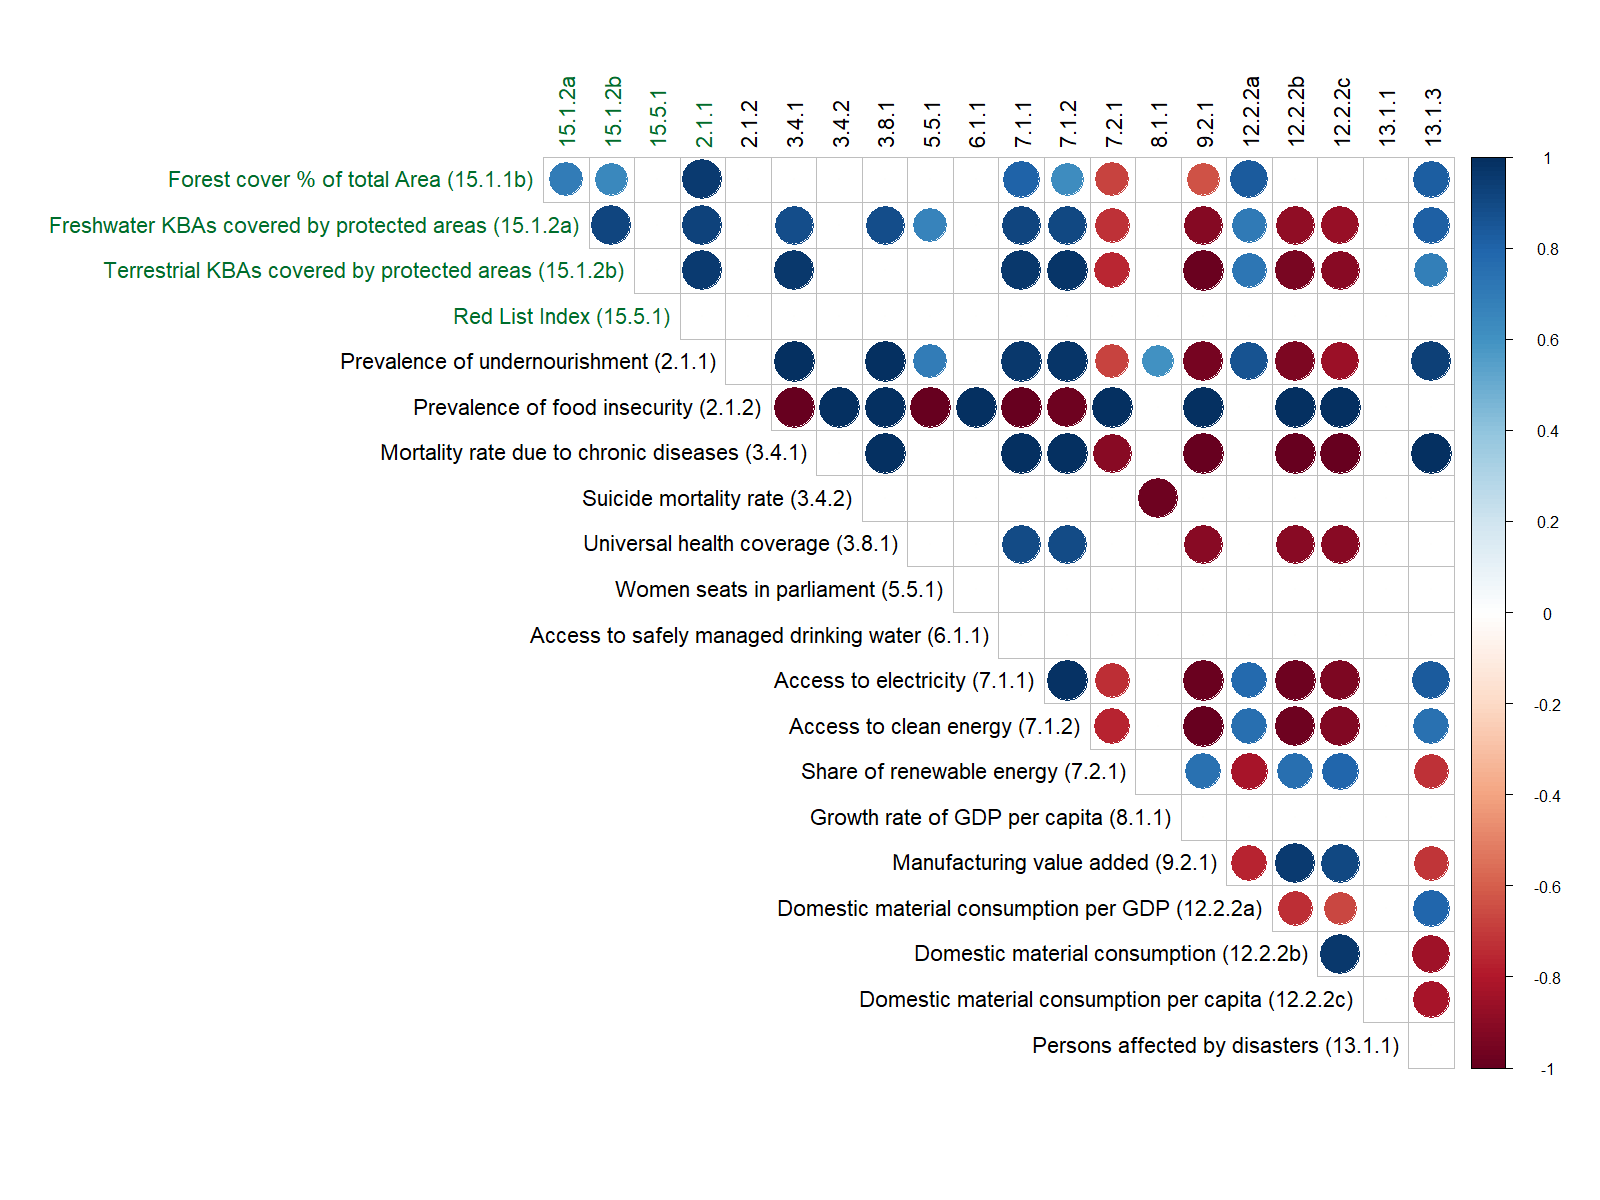 15.1.2a
15.1.2b
15.5.1
2.1.1
2.1.2
3.4.1
3.4.2
3.8.1
5.5.1
6.1.1
7.1.1
7.1.2
7.2.1
8.1.1
9.2.1
12.2.2a
12.2.2b
12.2.2c
13.1.1
13.1.3
Forest cover % of total Area (15.1.1b)
Freshwater KBAs covered by protected areas (15.1.2a)
Terrestrial KBAs covered by protected areas (15.1.2b)
Red List Index (15.5.1)
Prevalence of undernourishment (2.1.1)
Prevalence of food insecurity (2.1.2)
Mortality rate due to chronic diseases (3.4.1)
Suicide mortality rate (3.4.2)
Universal health coverage (3.8.1)
Women seats in parliament (5.5.1)
Access to safely managed drinking water (6.1.1)
Access to electricity (7.1.1)
Access to clean energy (7.1.2)
Share of renewable energy (7.2.1)
Growth rate of GDP per capita (8.1.1)
Manufacturing value added (9.2.1)
Domestic material consumption per GDP (12.2.2a)
Domestic material consumption (12.2.2b)
Domestic material consumption per capita (12.2.2c)
Persons affected by disasters (13.1.1)
1
0.8
0.6
0.4
0.2
0
-0.2
-0.4
-0.6
-0.8
-1